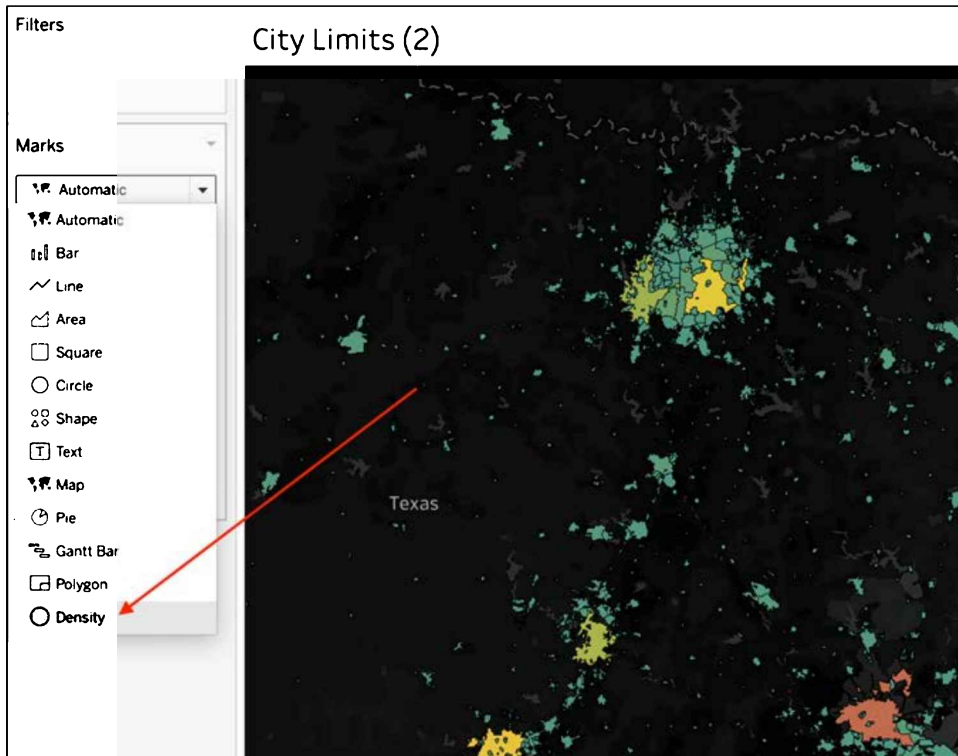 Filters
City Limits (2)
Marks
Automatic
Automatic
Bar
Line
Area
Square
Circle
Shape
T Text
Map
Pie
Gantt Bar
Polygon
Density
Texas